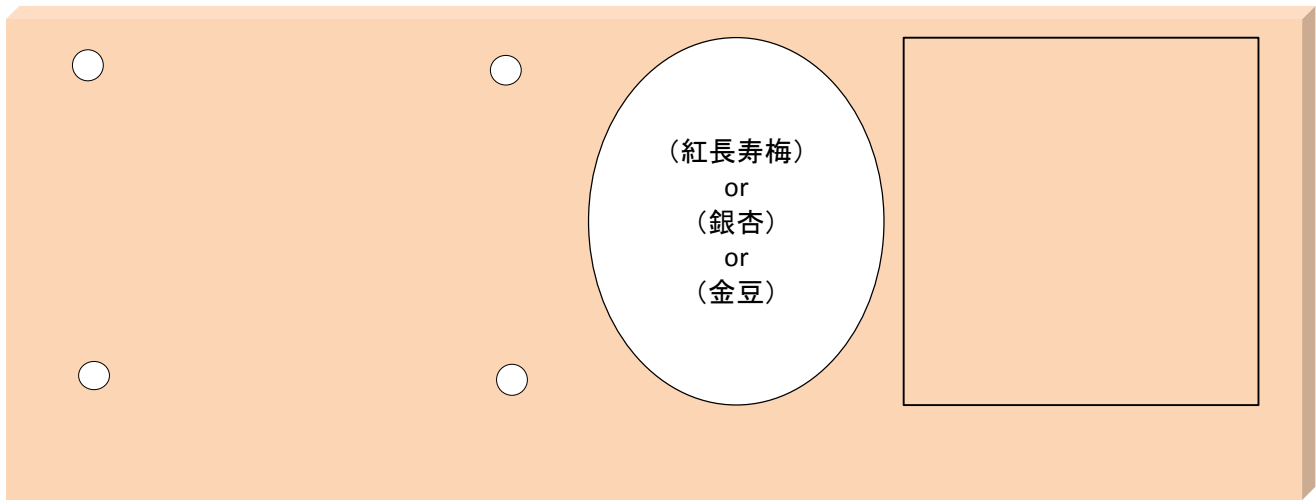 （紅長寿梅）
or
（銀杏）
or
（金豆）